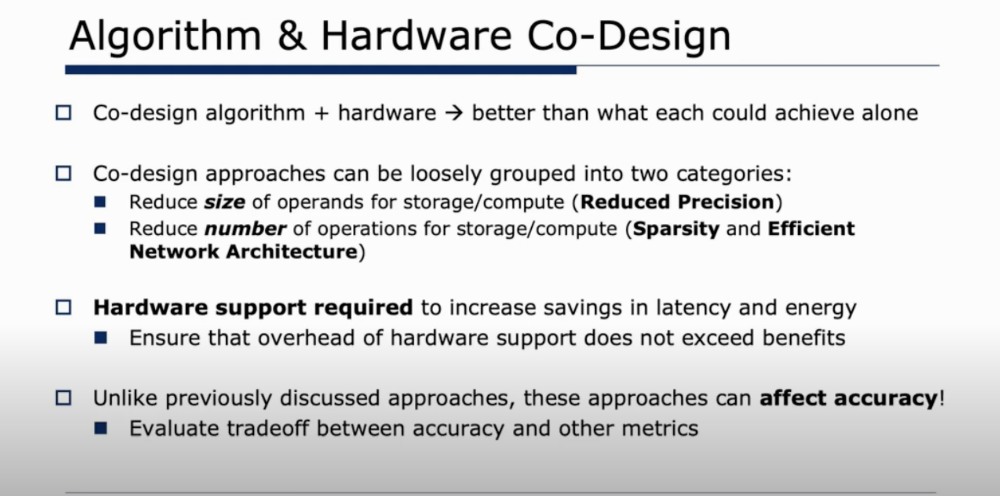 Algorithm & Hardware Co-Design
Co-design algorithm + hardware → better than what each could achieve alone
Co-design approaches can be loosely grouped into two categories:
Reduce size of operands for storage/compute (Reduced Precision)
Reduce number of operations for storage/compute (Sparsity and Efficient
Network Architecture)
Hardware support required to increase savings in latency and energy
Ensure that overhead of hardware support does not exceed benefits
Unlike previously discussed approaches, these approaches can affect accuracy!
Evaluate tradeoff between accuracy and other metrics